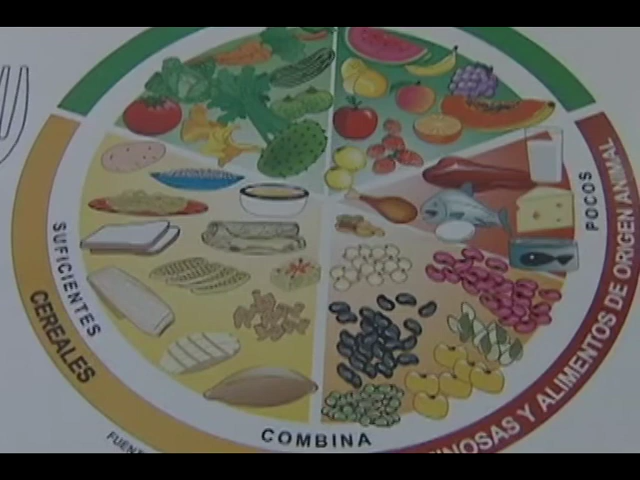 SUFICIENTES
CEREALES
COMBINA
POCOS
Y ALIMENTOS DE ORIGEN ANIMAL